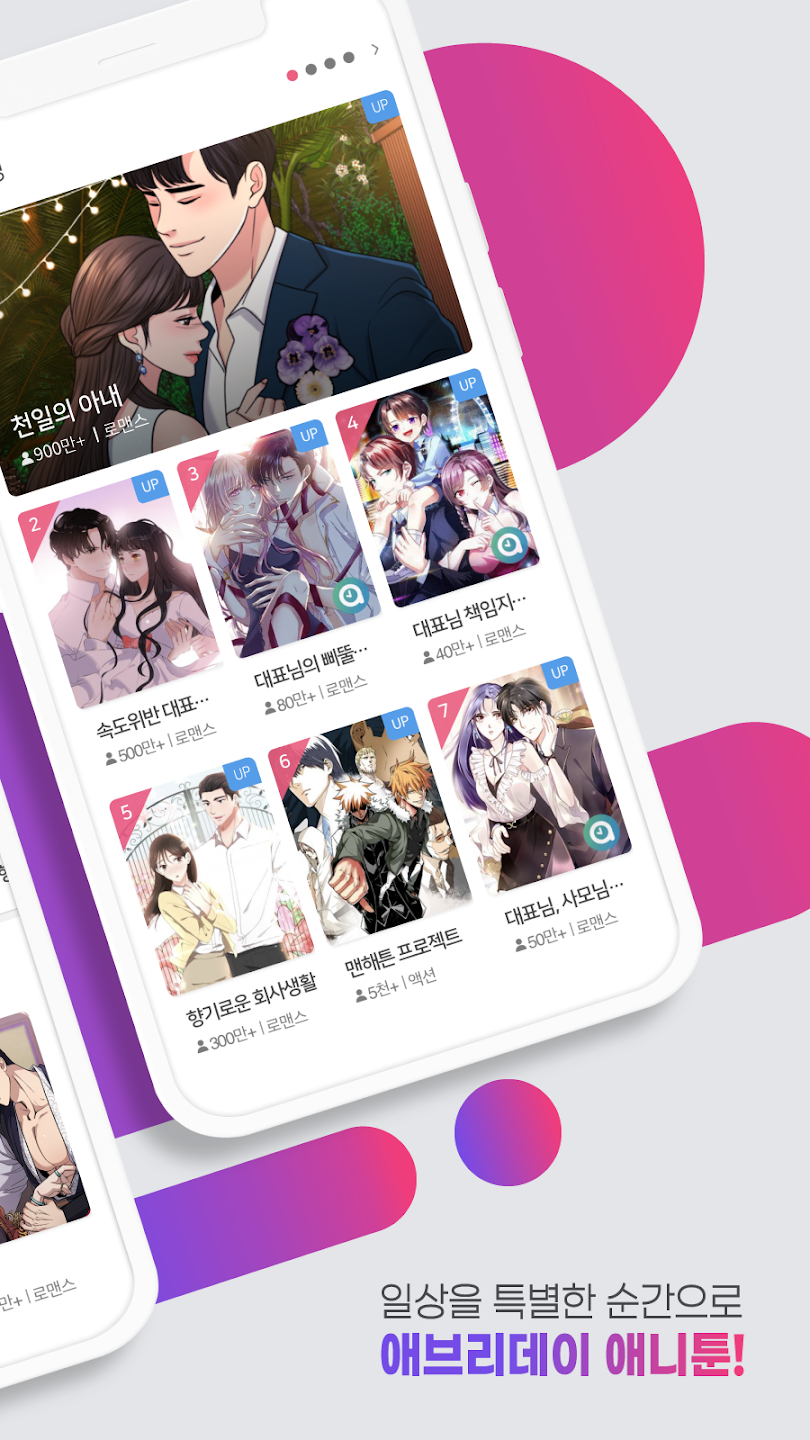 UP
천일의 아내
900만+ | 로맨스
2
UP
속도위반 대표…
500만+ | 로맨스
3
UP
대표님의 삐뚤…
80만+ | 로맨스
4
UP
대표님 책임지…
40만+ | 로맨스
5
UP
향기로운 회사생활
300만+ | 로맨스
6
UP
맨해튼 프로젝트
5천+ | 액션
7
UP
대표님, 사모님…
50만+ | 로맨스
만+ | 로맨스
일상을 특별한 순간으로
애브리데이 애니툰!